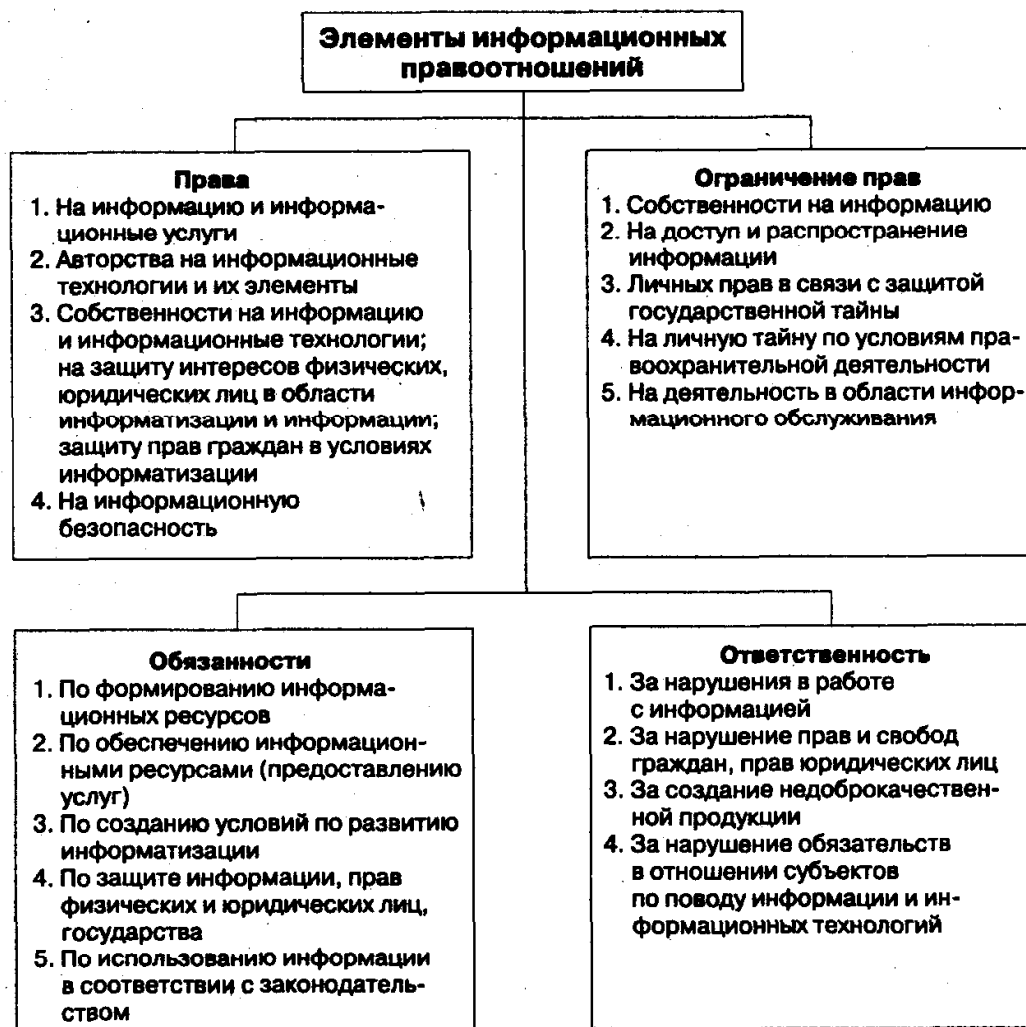 Элементы информационных
правоотношений
Права
1. На информацию и информа-
ционные услуги
2. Авторства на информационные
технологии и их элементы
3. Собственности на информацию
и информационные технологии;
на защиту интересов физических,
юридических лиц в области
информатизации и информации;
защиту прав граждан в условиях
информатизации
4. На информационную
безопасность
Ограничение прав
1. Собственности на информацию
2. На доступ и распространение
информации
3. Личных прав в связи с защитой
государственной тайны
4. На личную тайну по условиям пра-
воохранительной деятельности
5. На деятельность в области инфор-
мационного обслуживания
Обязанности
1. По формированию информа-
ционных ресурсов
2. По обеспечению информацион-
ными ресурсами (предоставлению
услуг)
3. По созданию условий по развитию
информатизации
4. По защите информации, прав
физических и юридических лиц,
государства
5. По использованию информации
в соответствии с законодатель-
ством
Ответственность
1. За нарушения в работе
с информацией
2. За нарушение прав и свобод
граждан, прав юридических лиц
3. За создание недоброкачествен-
ной продукции
4. За нарушение обязательств
в отношении субъектов
по поводу информации и ин-
формационных технологий